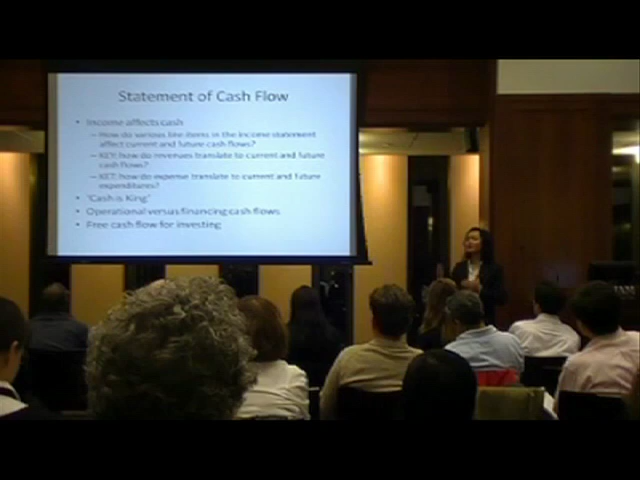 Statement of Cash Flow
• Income affects cash
– How do various line items in the income statement
affect current and future cash flows?
– KEY: how do revenues translate to current and future
cash flows?
– KEY: how do expense translate to current and future
expenditures?
• 'Cash is King'
• Operational versus financing cash flows
• Free cash flow for investing